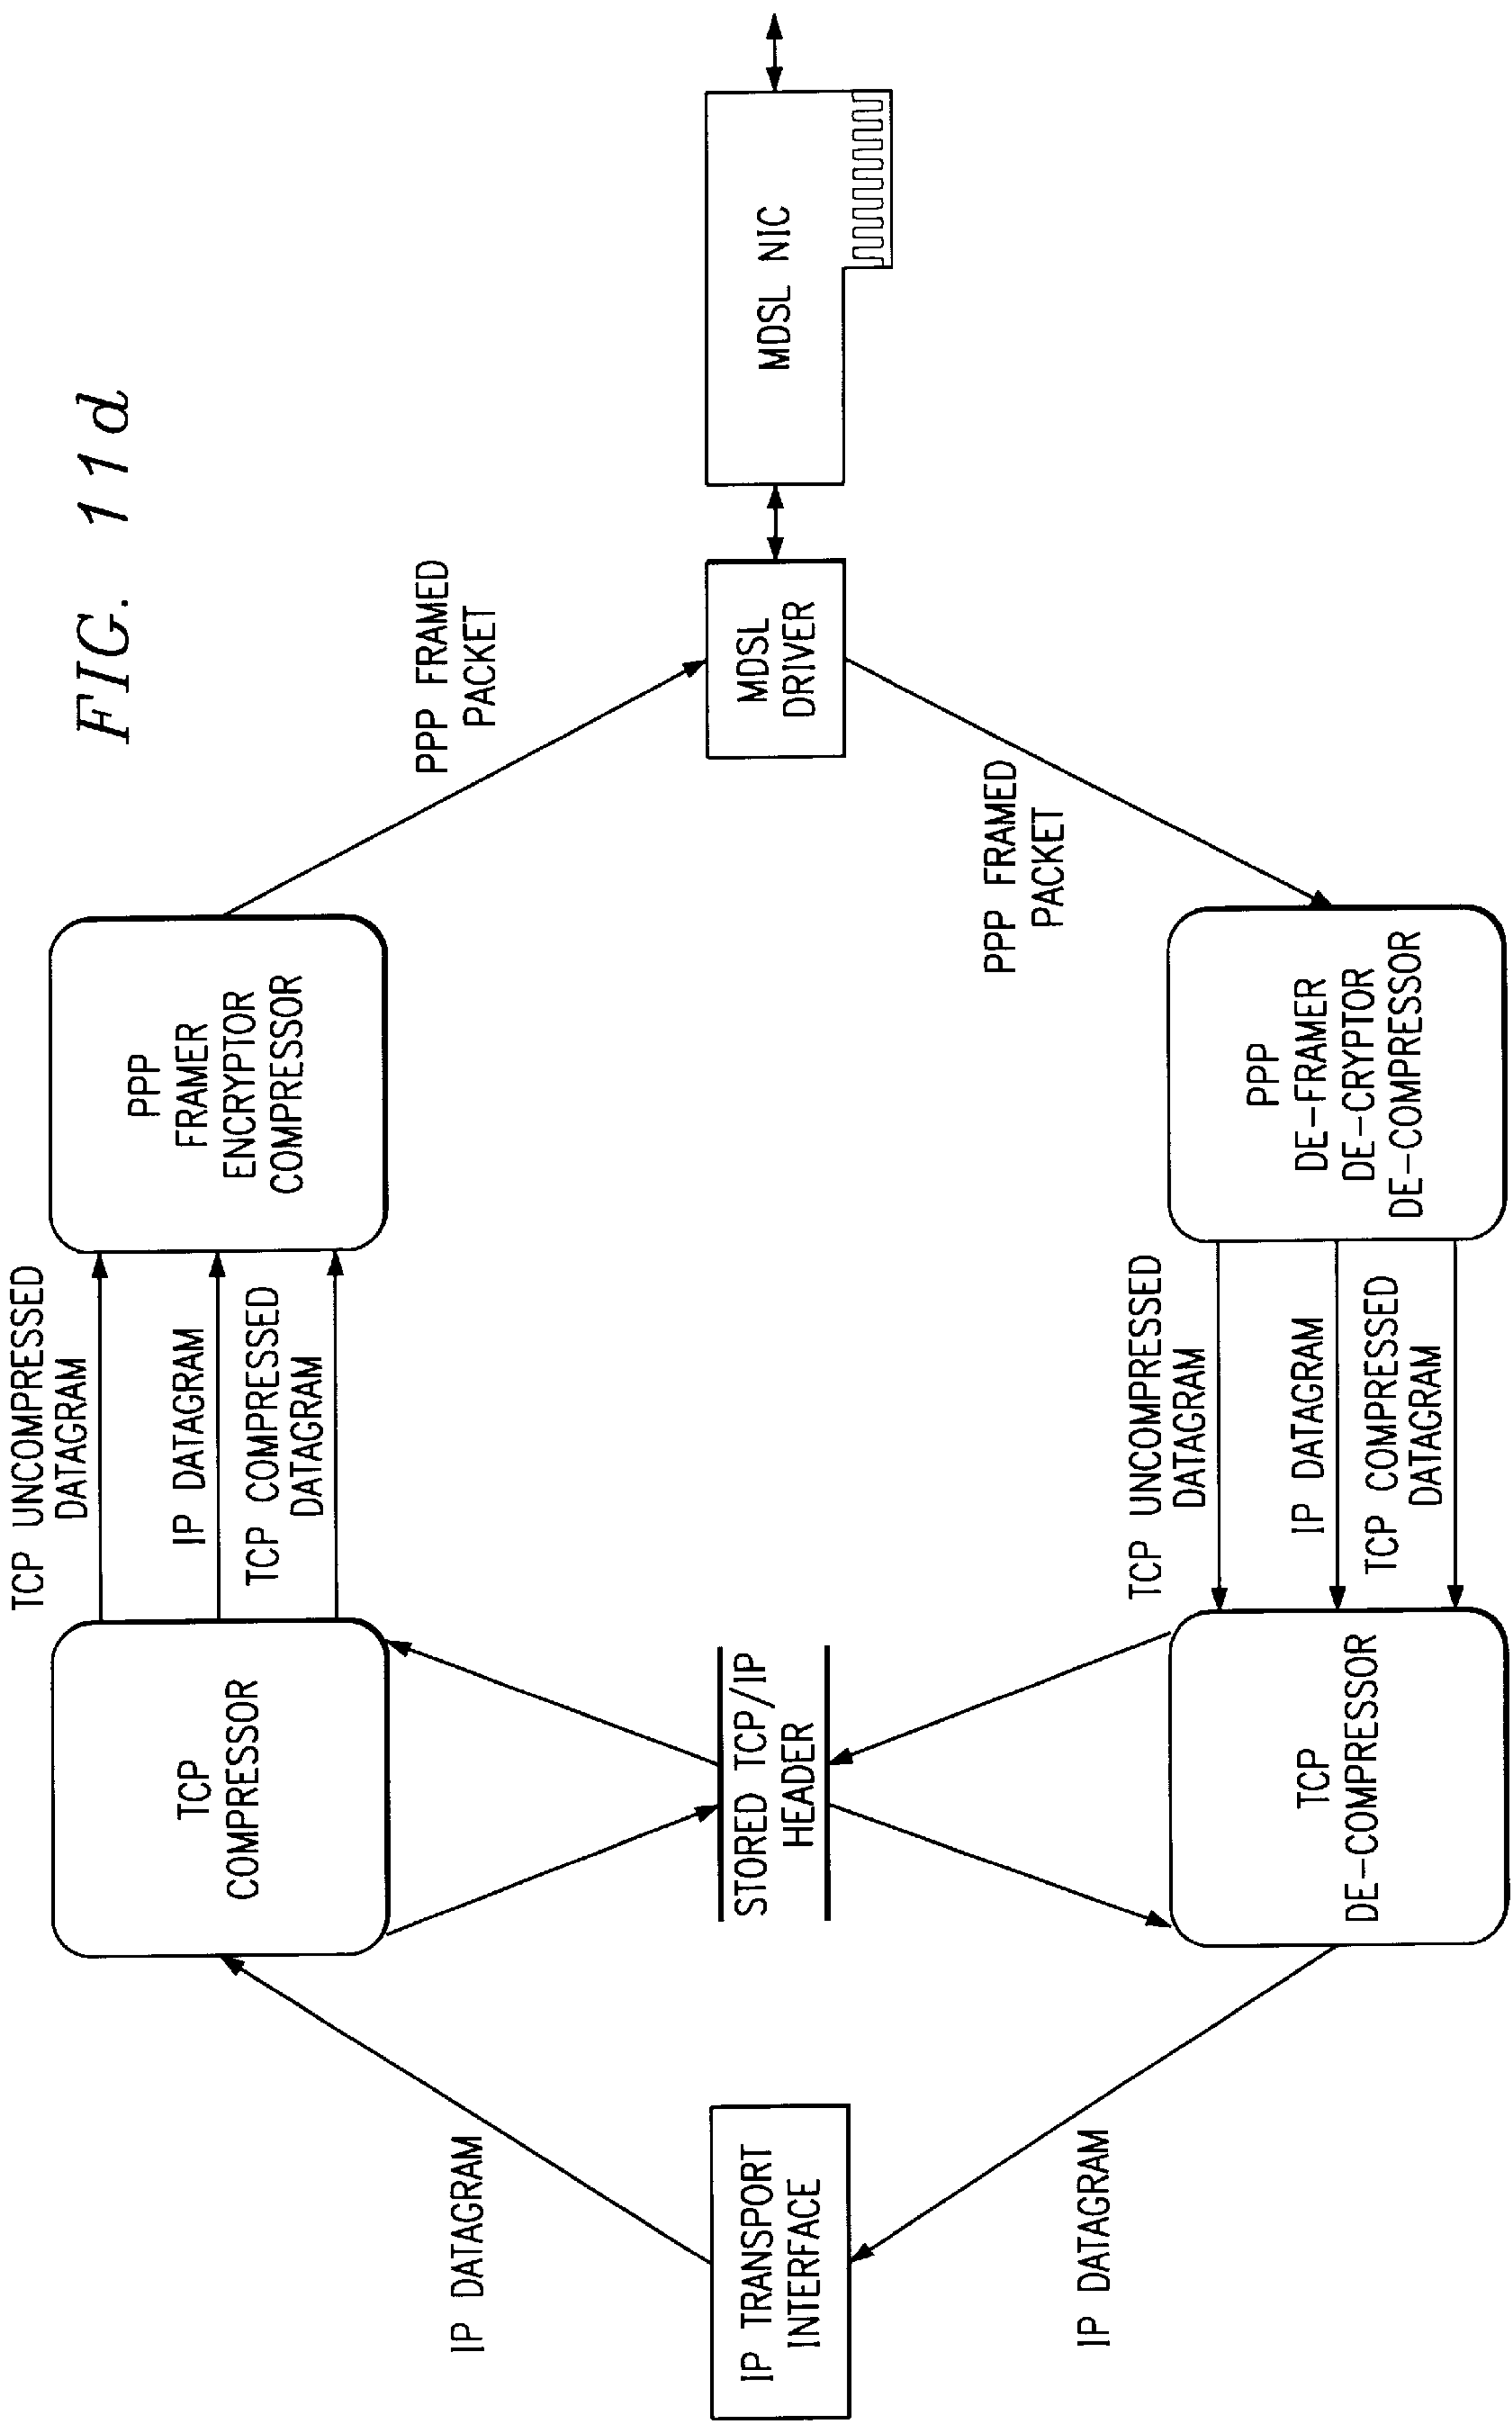 FIG. 11d
TCP UNCOMPRESSED
DATAGRAM
IP DATAGRAM
TCP COMPRESSED
DATAGRAM
TCP
COMPRESSOR
PPP
FRAMER
ENCRYPTOR
COMPRESSOR
IP DATAGRAM
PPP FRAMED
PACKET
IP TRANSPORT
INTERFACE
STORED TCP/IP
HEADER
MDSL
DRIVER
MDSL NIC
IP DATAGRAM
PPP FRAMED
PACKET
TCP UNCOMPRESSED
DATAGRAM
IP DATAGRAM
TCP COMPRESSED
DATAGRAM
TCP
DE-COMPRESSOR
PPP
DE-FRAMER
DE-CRYPTOR
DE-COMPRESSOR